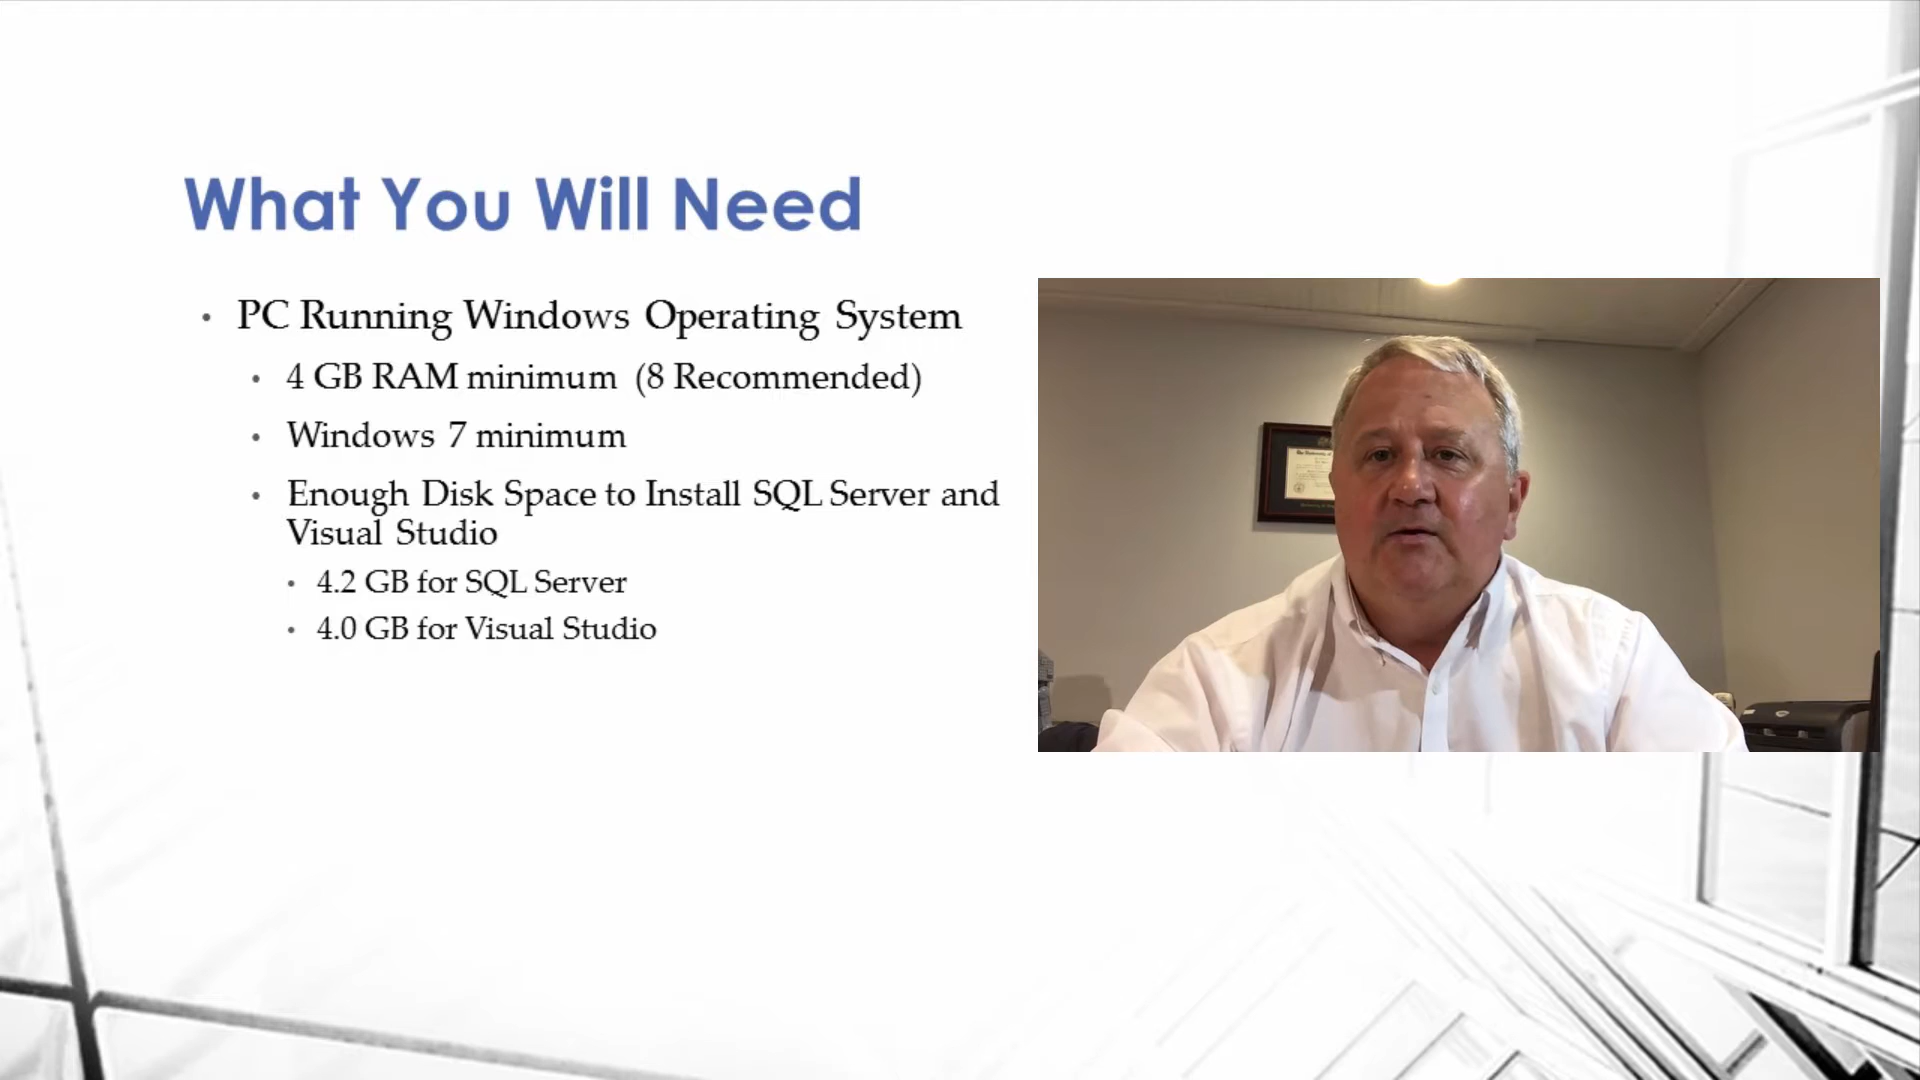 What You Will Need
• PC Running Windows Operating System
• 4 GB RAM minimum (8 Recommended)
• Windows 7 minimum
• Enough Disk Space to Install SQL Server and
Visual Studio
• 4.2 GB for SQL Server
• 4.0 GB for Visual Studio